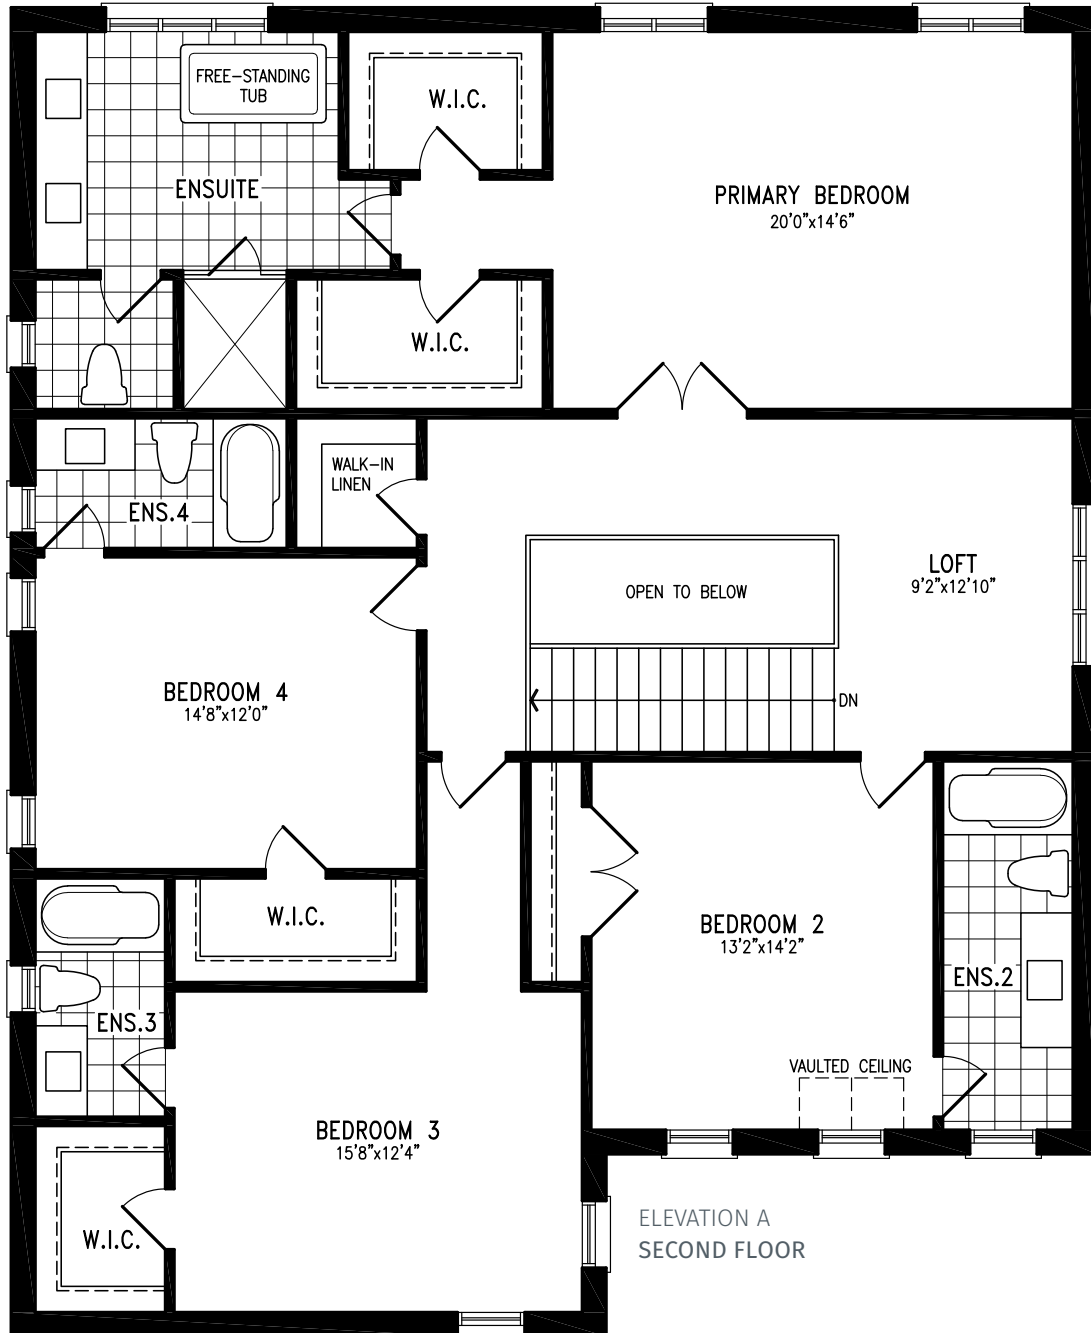 FREE-STANDING
TUB
W.I.C.
ENSUITE
PRIMARY BEDROOM
20'0"x14'6"
W.I.C.
WALK-IN
LINEN
ENS.4
LOFT
9'2"x12'10"
OPEN TO BELOW
BEDROOM 4
14'8"x12'0"
DN
W.I.C.
BEDROOM 2
13'2"x14'2"
ENS.2
ENS.3
VAULTED CEILING
BEDROOM 3
15'8"x12'4"
W.I.C.
ELEVATION A
SECOND FLOOR